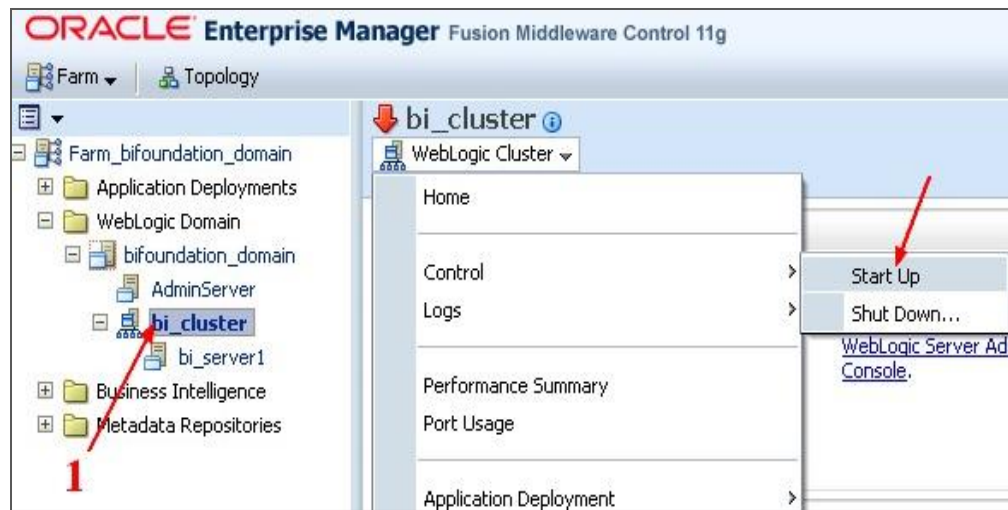 ORACLE Enterprise Manager Fusion Middleware Control 11g
Farm Topology
bi_cluster
Farm_bifoundation_domain
WebLogic Cluster
Application Deployments
Home
WebLogic Domain
bifoundation_domain
Control
Start Up
AdminServer
Logs
Shut Down...
bi_cluster
WebLogic Server Ad
bi_server1
Console.
Business Intelligence
Performance Summary
Metadata Repositories
Port Usage
1
Application Deployment